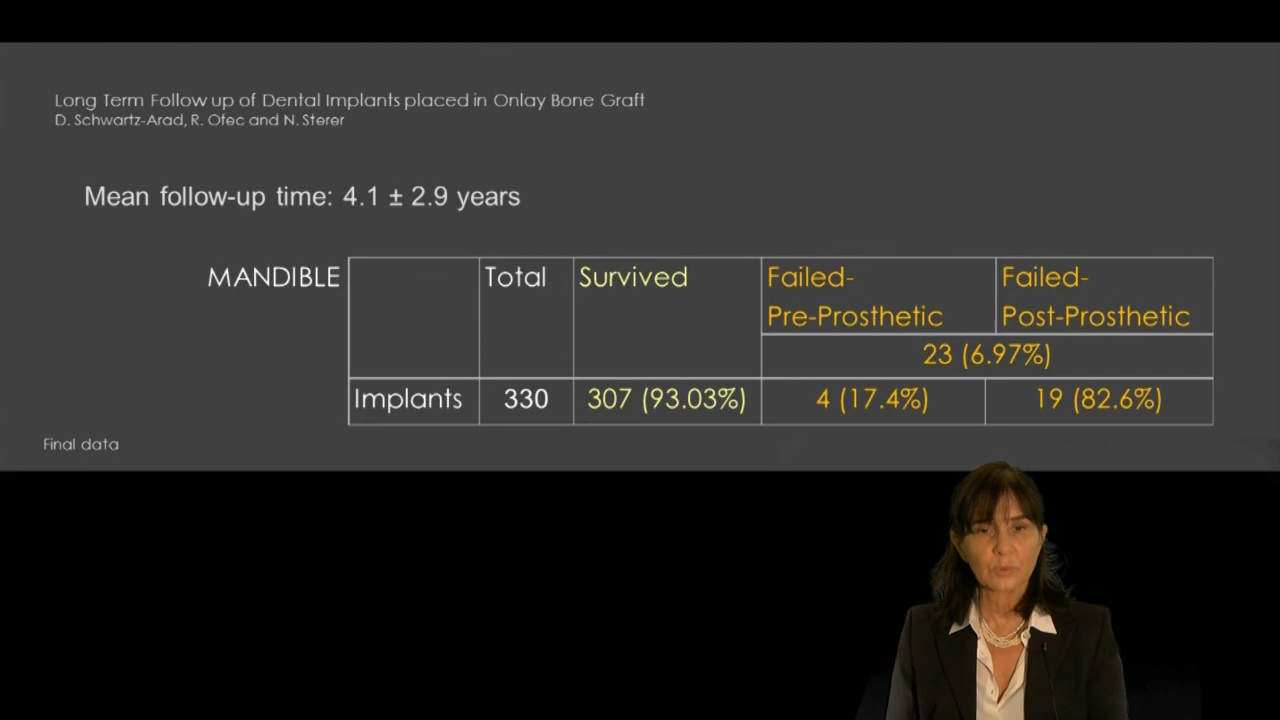 Long Term Follow up of Dental Implants placed in Onlay Bone Graft
D. Schwartz-Arad, R. Ofec and N. Sterer
Mean follow-up time: 4.1 ± 2.9 years
MANDIBLE
Total
Survived
Failed-
Pre-Prosthetic
Failed-
Post-Prosthetic
23 (6.97%)
Implants 330 307 (93.03%) 4 (17.4%) 19 (82.6%)
Final data